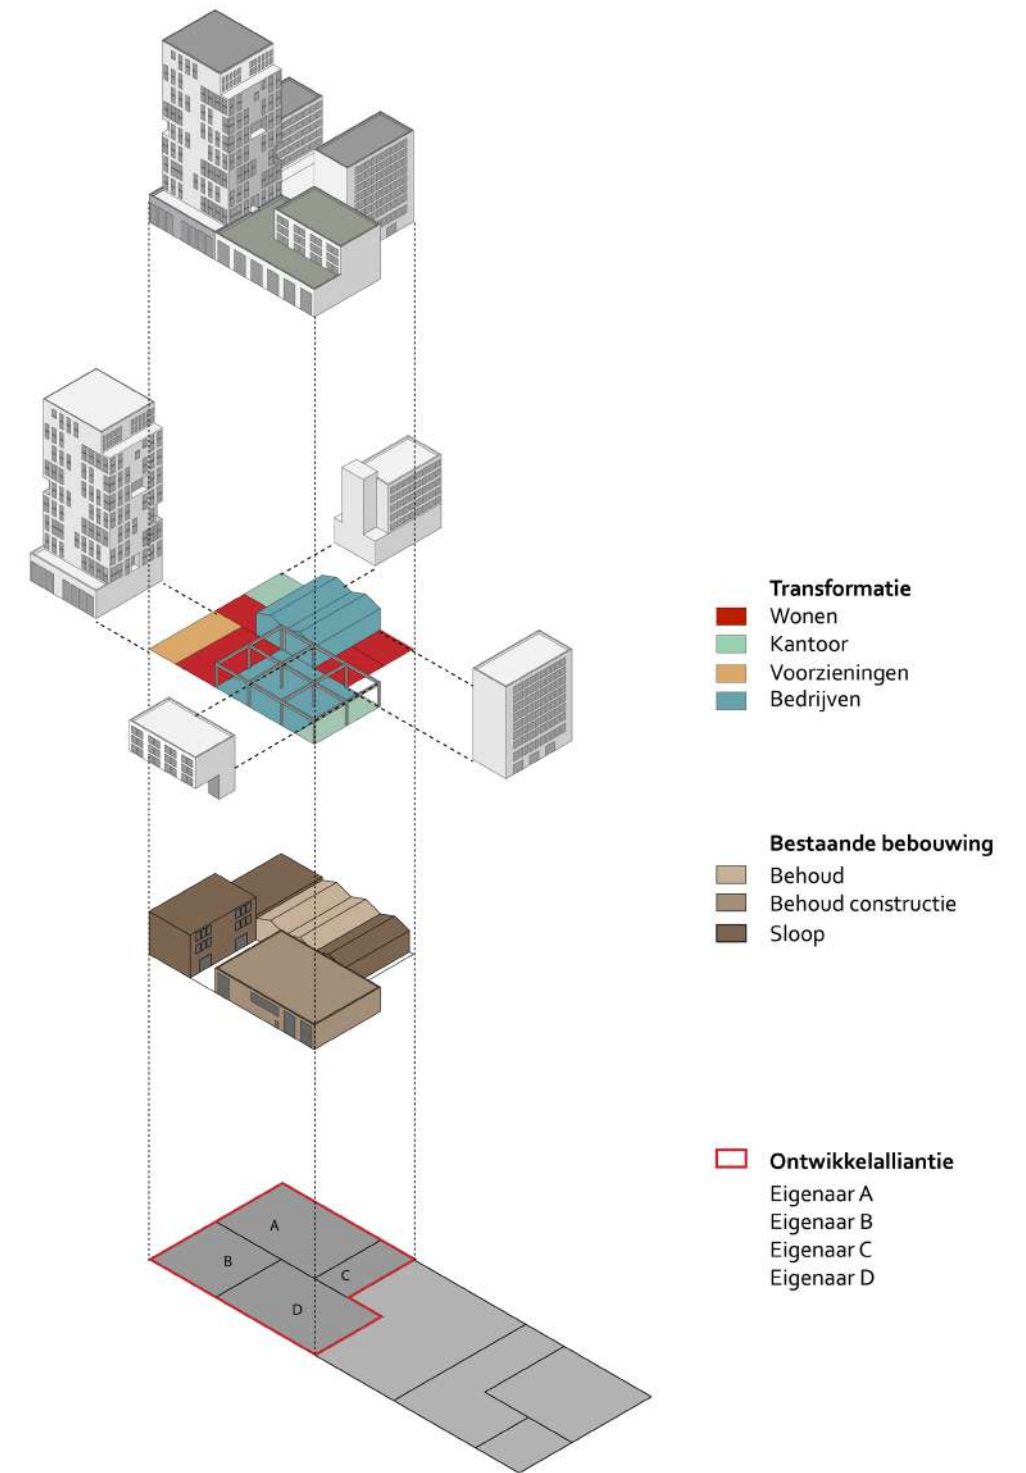 Transformatie
Wonen
Kantoor
Voorzieningen
Bedrijven
Bestaande bebouwing
Behoud
Behoud constructie
Sloop
Ontwikkelalliantie
Eigenaar A
Eigenaar B
Eigenaar C
Eigenaar D
A
B
C
D